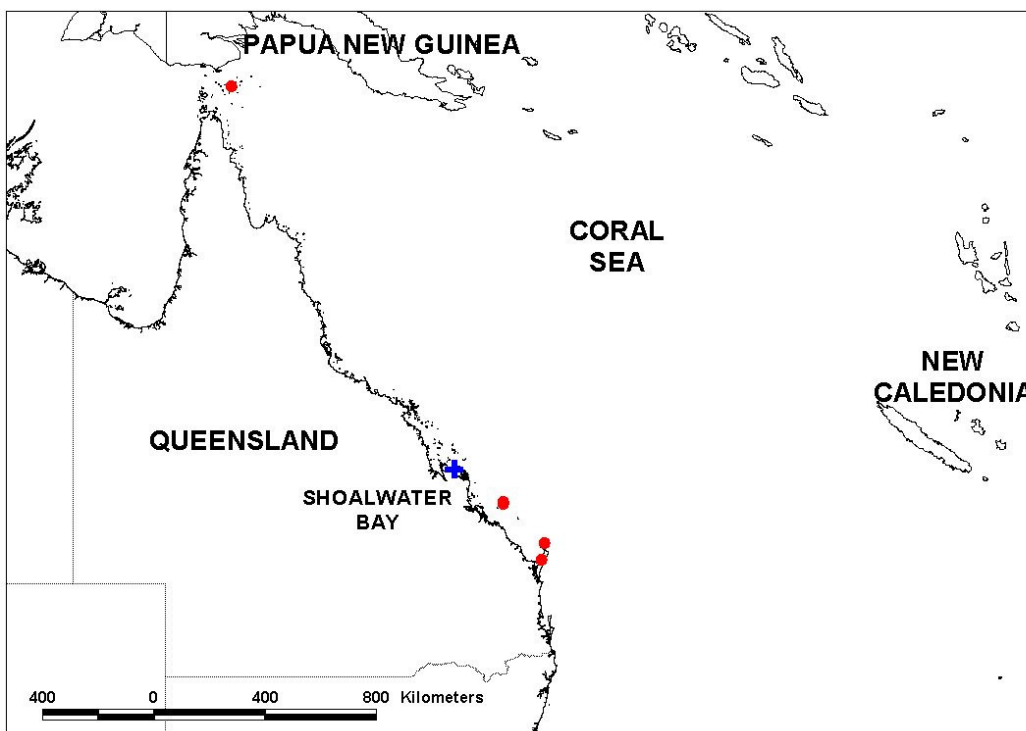 PAPUA NEW GUINEA
CORAL
SEA
NEW
CALEDONIA
QUEENSLAND
SHOALWATER
BAY
400 0 400 800 Kilometers